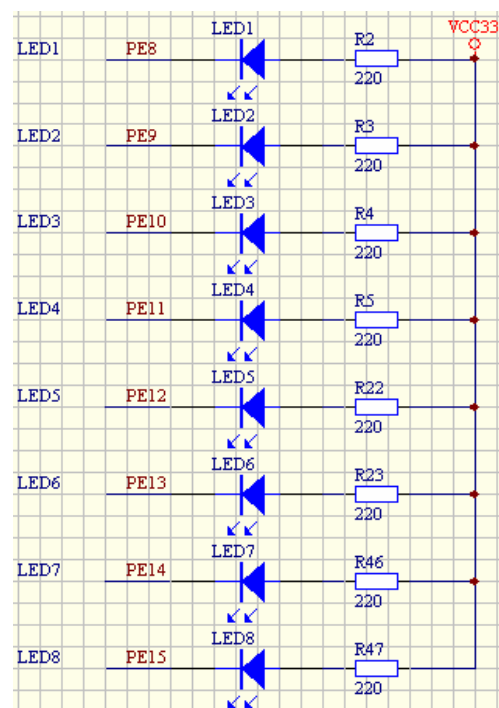 VCC33
LED1 PE8 LED1 R2
220
LED2 PE9 LED2 R3
220
LED3 PE10 LED3 R4
220
LED4 PE11 LED4 R5
220
LED5 PE12 LED5 R22
220
LED6 PE13 LED6 R23
220
LED7 PE14 LED7 R46
220
LED8 PE15 LED8 R47
220